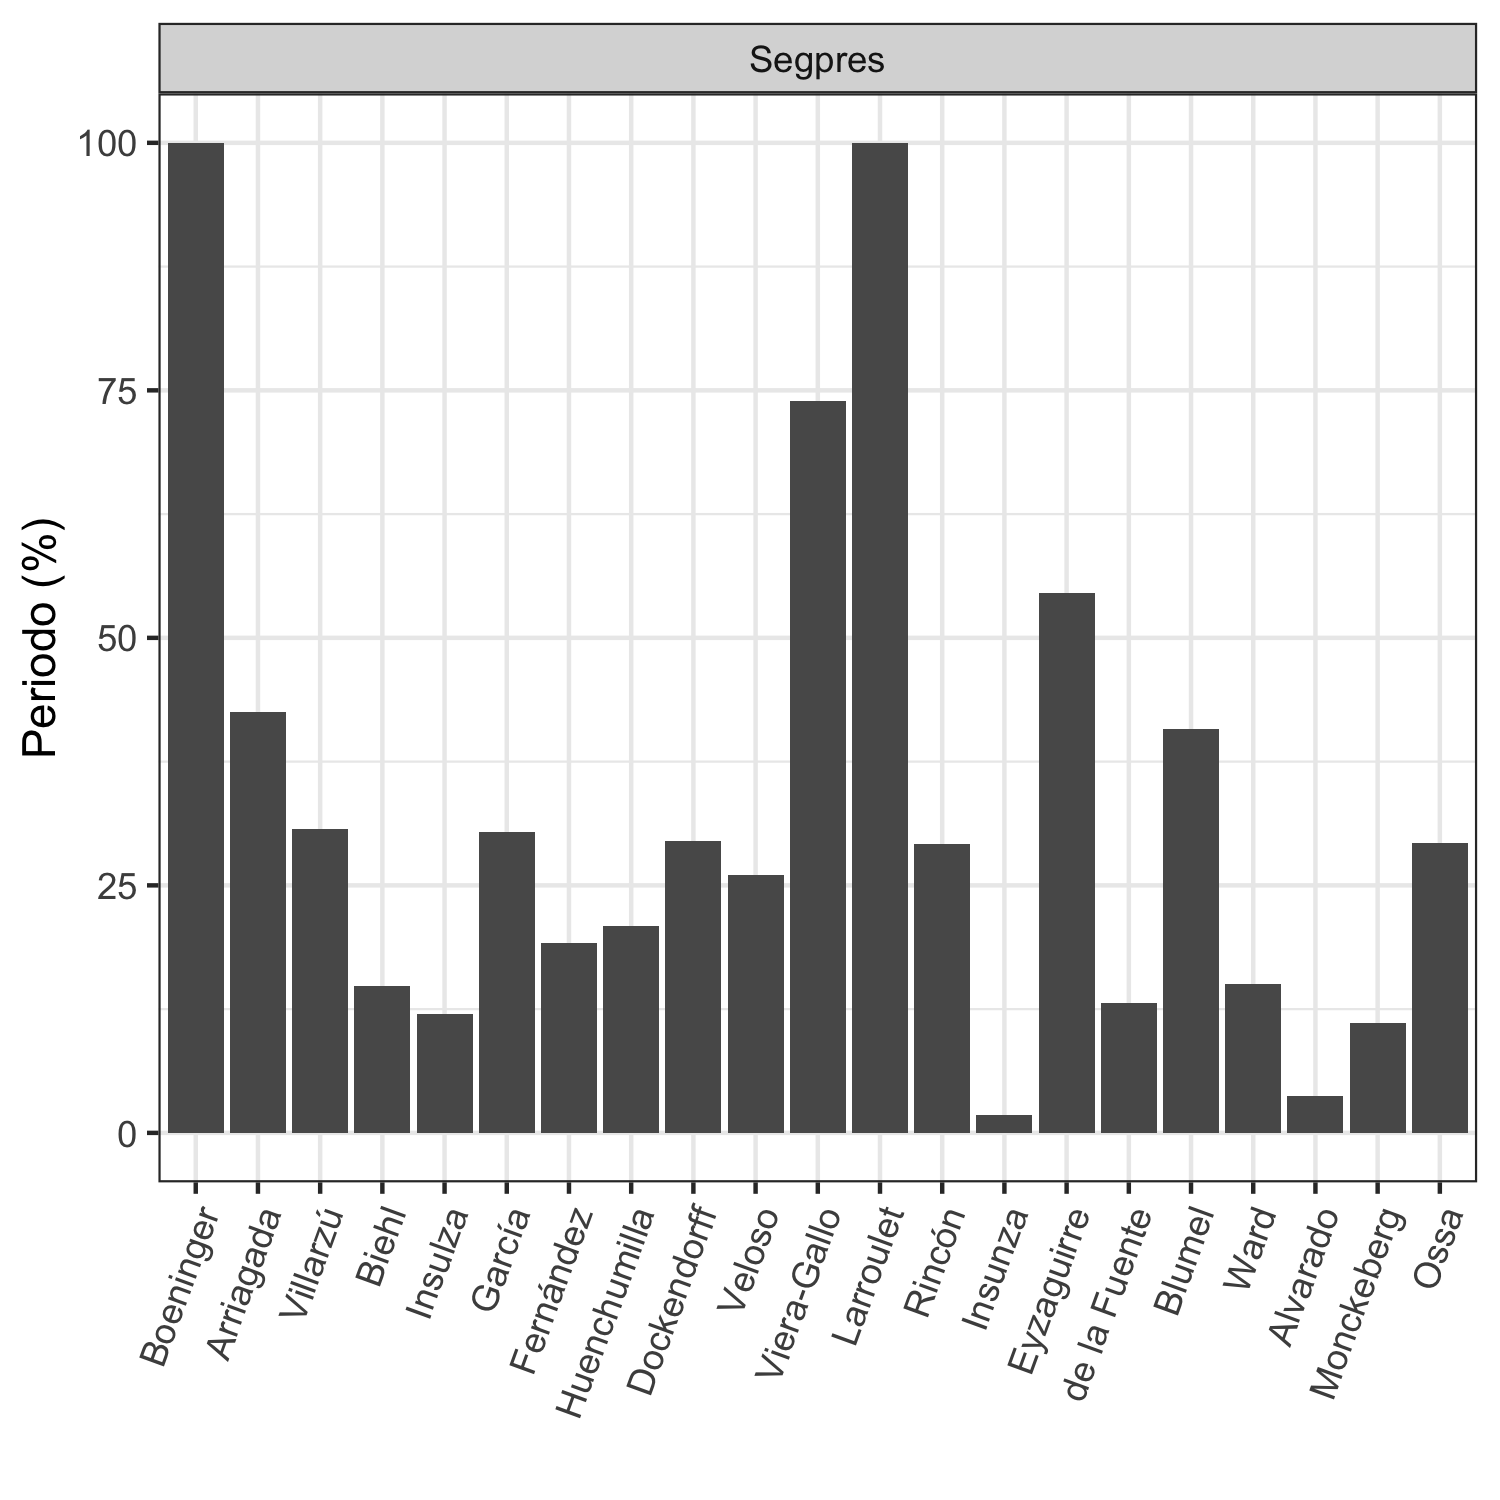 Segpres
Periodo (%)
100
75
50
25
0
Boeninger
Arriagada
Villarzú
Biehl
Insulza
García
Fernández
Huenchumilla
Dockendorff
Veloso
Viera-Gallo
Larroulet
Rincón
Insunza
Eyzaguirre
de la Fuente
Blumel
Ward
Alvarado
Monckeberg
Ossa